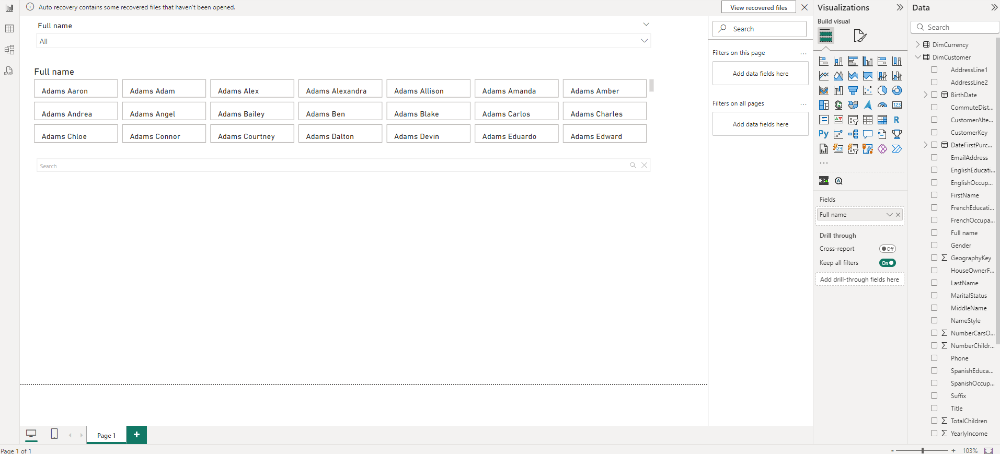 Auto recovery contains some recovered files that haven't been opened.
View recovered files
Full name
All
Full name
Adams Aaron
Adams Adam
Adams Alex
Adams Alexandra
Adams Allison
Adams Amanda
Adams Amber
Adams Andrea
Adams Angel
Adams Bailey
Adams Ben
Adams Blake
Adams Carlos
Adams Charles
Adams Chloe
Adams Connor
Adams Courtney
Adams Dalton
Adams Devin
Adams Eduardo
Adams Edward
Search
Page 1
Page 1 of 1
Search
Filters on this page
...
Add data fields here
Filters on all pages
...
Add data fields here
Visualizations
Build visual
123
R
Py
123
...
Fields
Full name
Drill through
Cross-report
Off
Keep all filters
On
Add drill-through fields here
Data
Search
DimCurrency
DimCustomer
AddressLine1
AddressLine2
BirthDate
CommuteDist...
CustomerAlte...
CustomerKey
DateFirstPurc...
EmailAddress
EnglishEducati...
EnglishOccup...
FirstName
FrenchEducati...
FrenchOccupa...
Full name
Gender
∑ GeographyKey
HouseOwnerF...
LastName
MaritalStatus
MiddleName
NameStyle
∑ NumberCarsO...
∑ NumberChildr...
Phone
SpanishEduca...
SpanishOccup...
Suffix
Title
∑ TotalChildren
∑ YearlyIncome
- + 103%